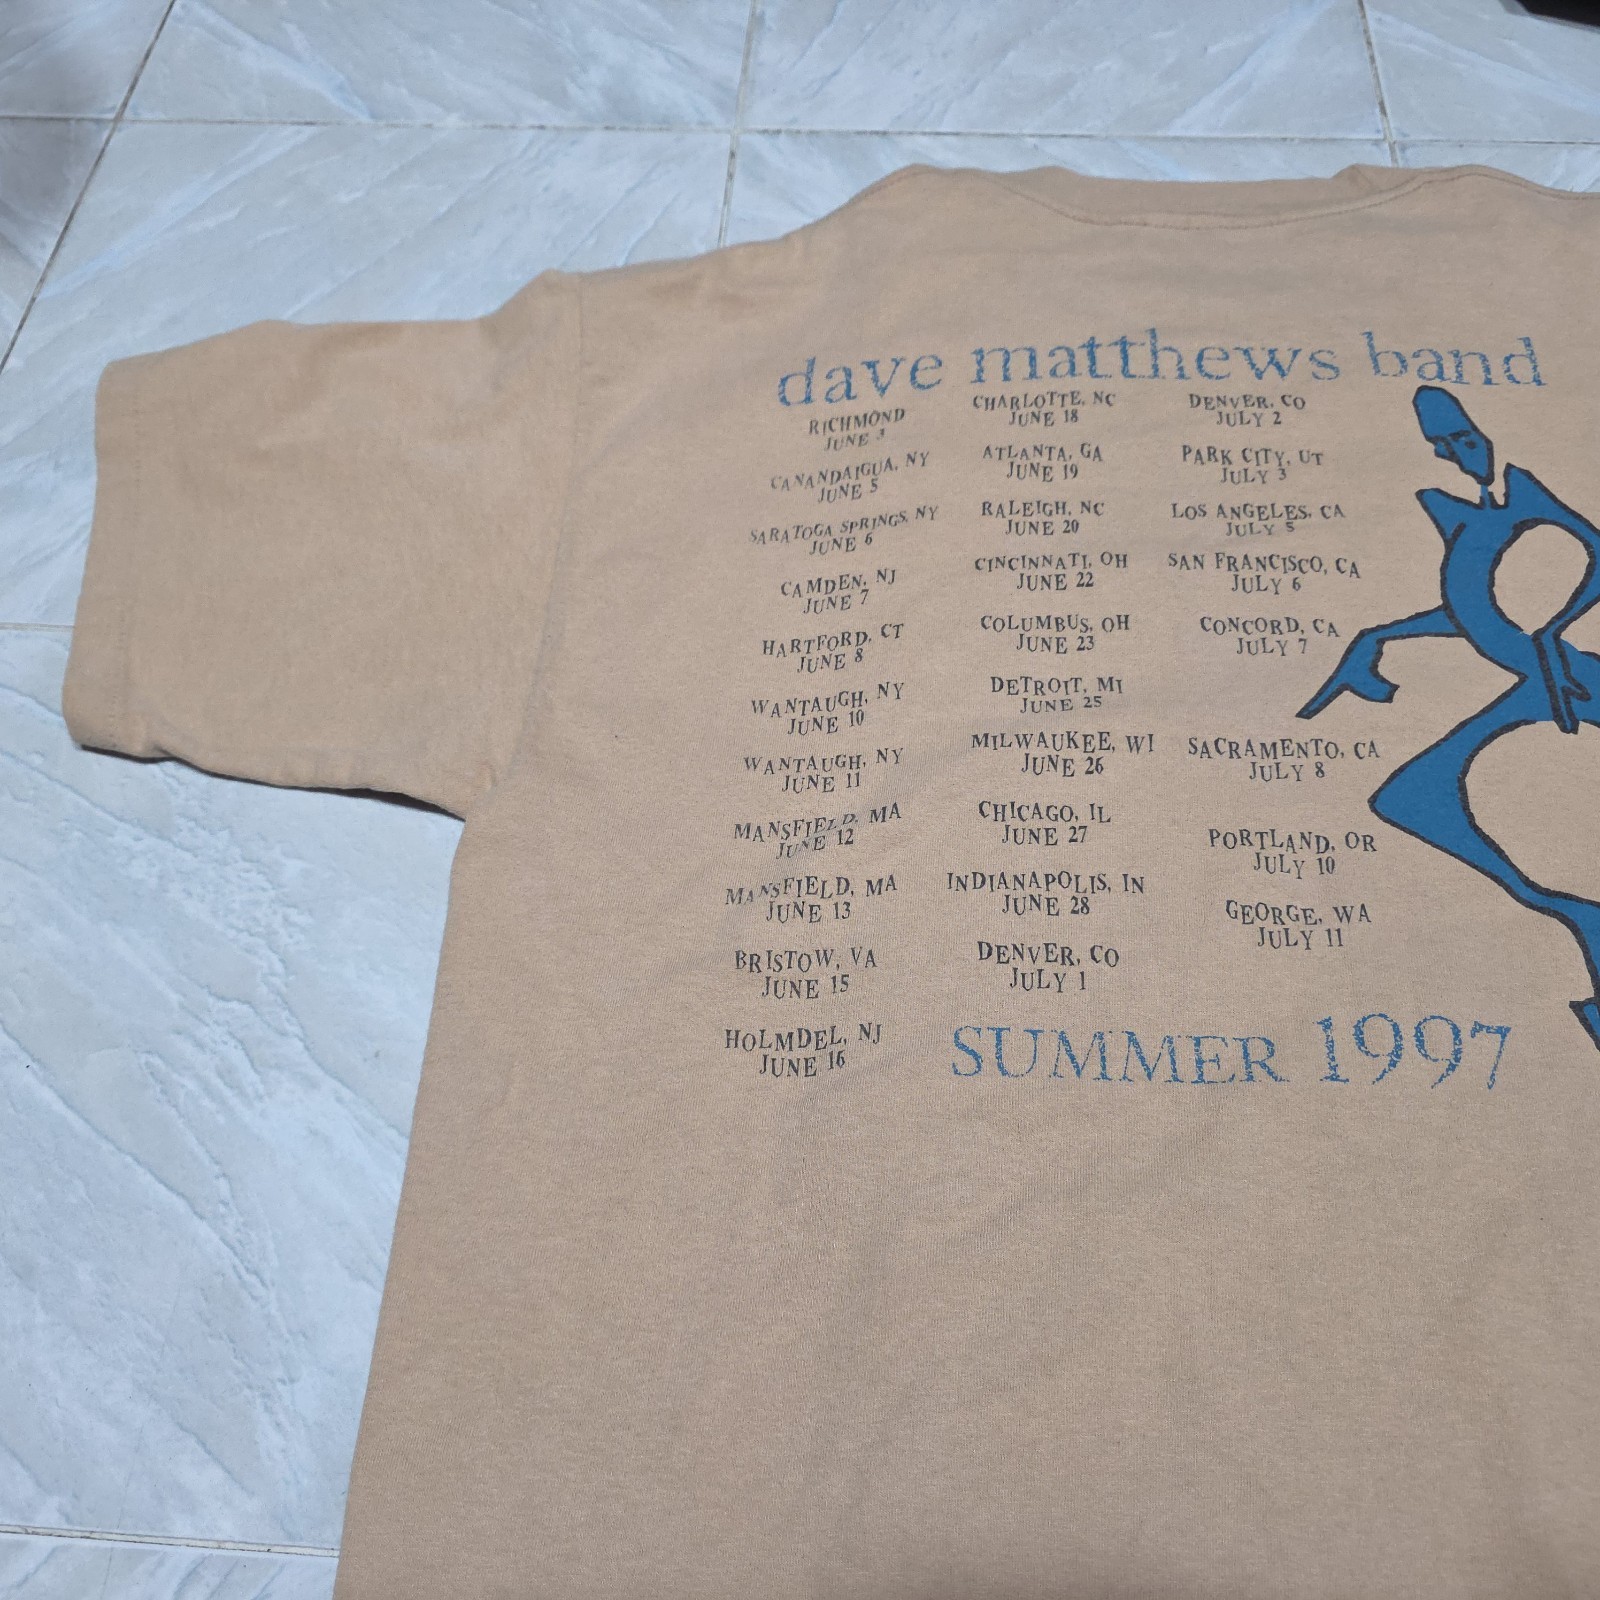 dave matthews band
RICHMOND
JUNE 3
CANANDAIGUA, NY
JUNE 5
SARATOGA SPRINGS, NY
JUNE 6
CAMDEN, NJ
JUNE 7
HARTFORD, CT
JUNE 8
WANTAUGH, NY
JUNE 10
WANTAUGH, NY
JUNE 11
MANSFIELD, MA
JUNE 12
MANSFIELD, MA
JUNE 13
BRISTOW, VA
JUNE 15
HOLMDEL, NJ
JUNE 16
CHARLOTTE, NC
JUNE 18
ATLANTA, GA
JUNE 19
RALEIGH, NC
JUNE 20
CINCINNATI, OH
JUNE 22
COLUMBUS, OH
JUNE 23
DETROIT, MI
JUNE 25
MILWAUKEE, WI
JUNE 26
CHICAGO, IL
JUNE 27
INDIANAPOLIS, IN
JUNE 28
DENVER, CO
JULY 1
DENVER, CO
JULY 2
PARK CITY, UT
JULY 3
LOS ANGELES, CA
JULY 5
SAN FRANCISCO, CA
JULY 6
CONCORD, CA
JULY 7
SACRAMENTO, CA
JULY 8
PORTLAND, OR
JULY 10
GEORGE, WA
JULY 11
SUMMER 1997